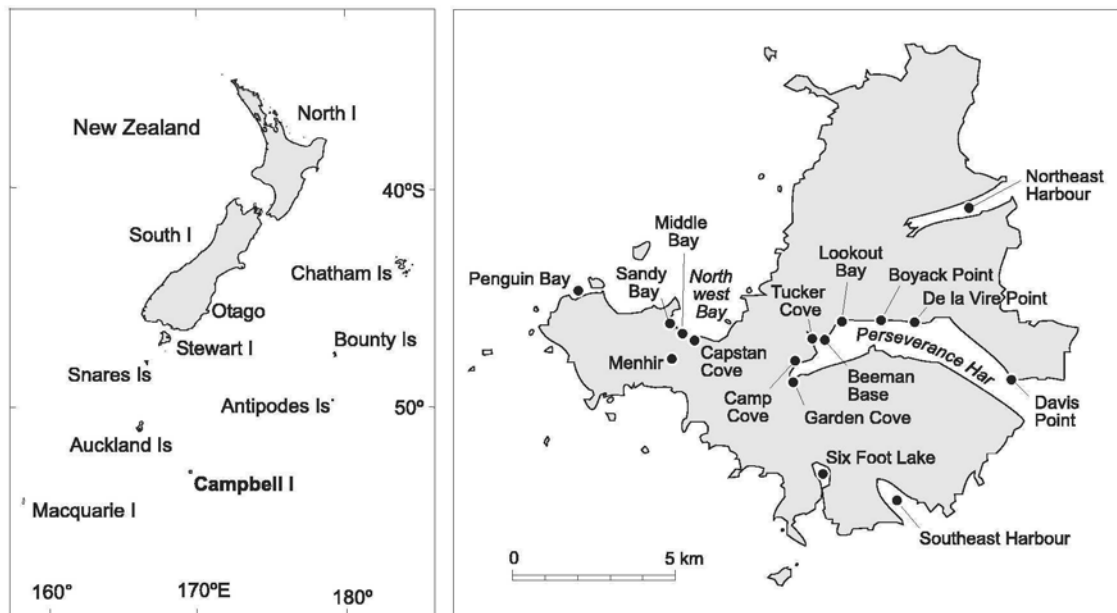 New Zealand
North I
40ºS
South I
Chatham Is
Otago
Stewart I
Bounty Is
Snares Is
Antipodes Is
50º
Auckland Is
Campbell I
Macquarie I
160º
170ºE
180º
Northeast
Harbour
Middle
Bay
Lookout
Bay
Penguin Bay
Sandy
Bay
North
west
Bay
Tucker
Cove
Boyack Point
De la Vire Point
Perseverance Har
Menhir
Capstan
Cove
Camp
Cove
Beeman
Base
Davis
Point
Garden Cove
Six Foot Lake
Southeast Harbour
0
5 km